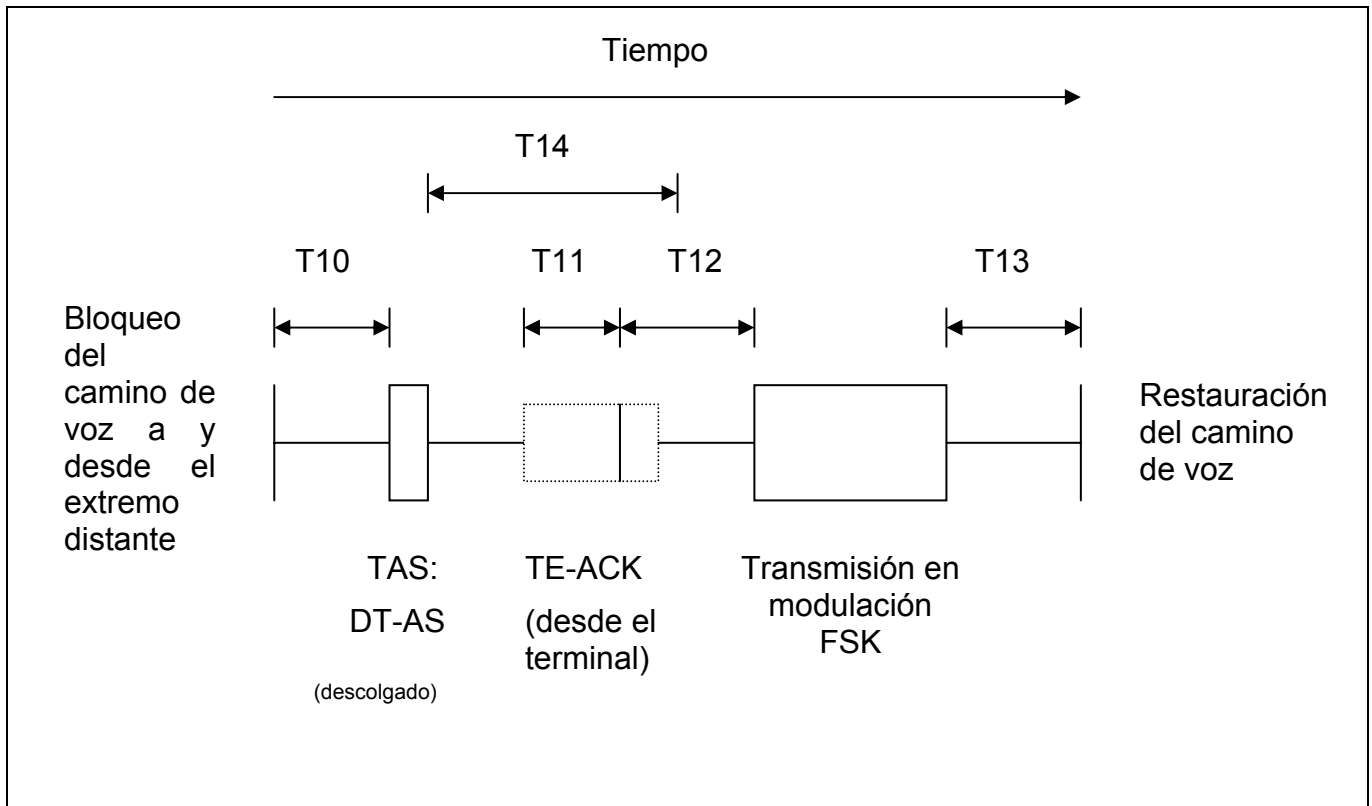 Tiempo
T14
T10
T11
T12
T13
Bloqueo
del
camino de
voz a y
desde el
extremo
distante
Restauración
del camino
de voz
TAS:
DT-AS
(descolgado)
TE-ACK
(desde el
terminal)
Transmisión en
modulación
FSK